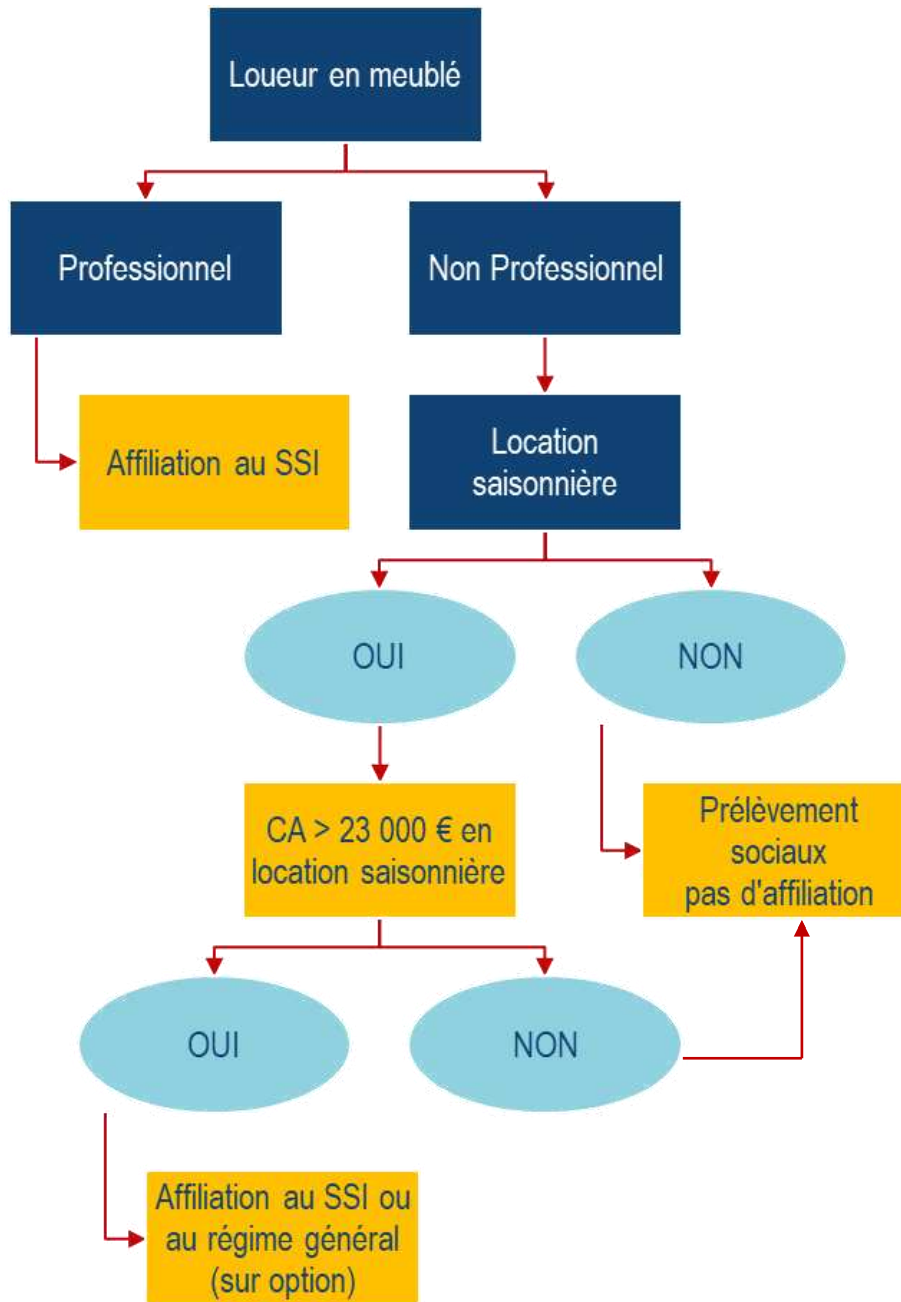 Loueur en meublé
Professionnel
Non Professionnel
Affiliation au SSI
Location
saisonnière
OUI
NON
CA > 23 000 € en
location saisonnière
Prélèvement
sociaux
pas d'affiliation
OUI
NON
Affiliation au SSI ou
au régime général
(sur option)